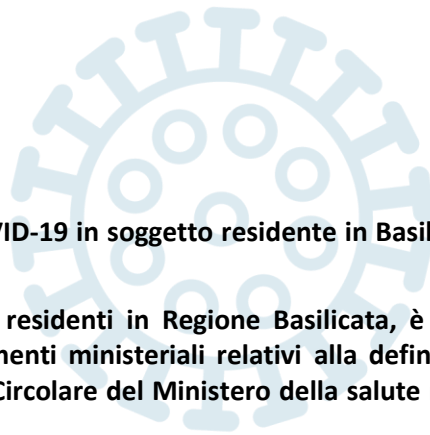 VID-19 in soggetto residente in Basil
residenti in Regione Basilicata, è
menti ministeriali relativi alla defin
Circolare del Ministero della salute